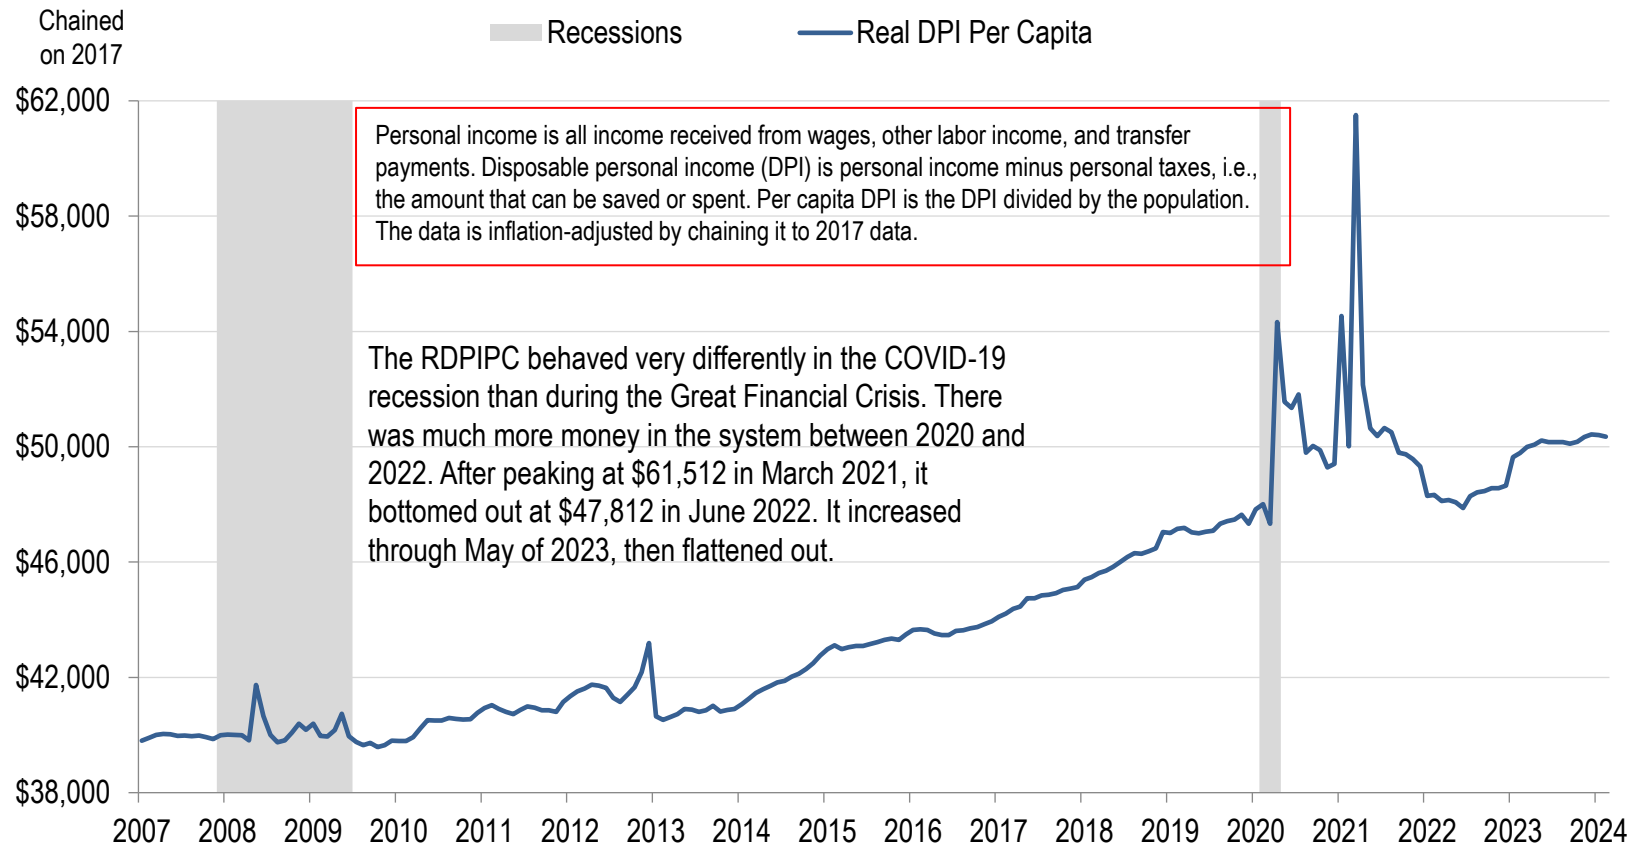 Chained
on 2017
Recessions
Real DPI Per Capita
$62,000
$58,000
$54,000
$50,000
$46,000
$42,000
$38,000
Personal income is all income received from wages, other labor income, and transfer
payments. Disposable personal income (DPI) is personal income minus personal taxes, i.e.,
the amount that can be saved or spent. Per capita DPI is the DPI divided by the population.
The data is inflation-adjusted by chaining it to 2017 data.
The RDPIPC behaved very differently in the COVID-19
recession than during the Great Financial Crisis. There
was much more money in the system between 2020 and
2022. After peaking at $61,512 in March 2021, it
bottomed out at $47,812 in June 2022. It increased
through May of 2023, then flattened out.
2007 2008 2009 2010 2011 2012 2013 2014 2015 2016 2017 2018 2019 2020 2021 2022 2023 2024